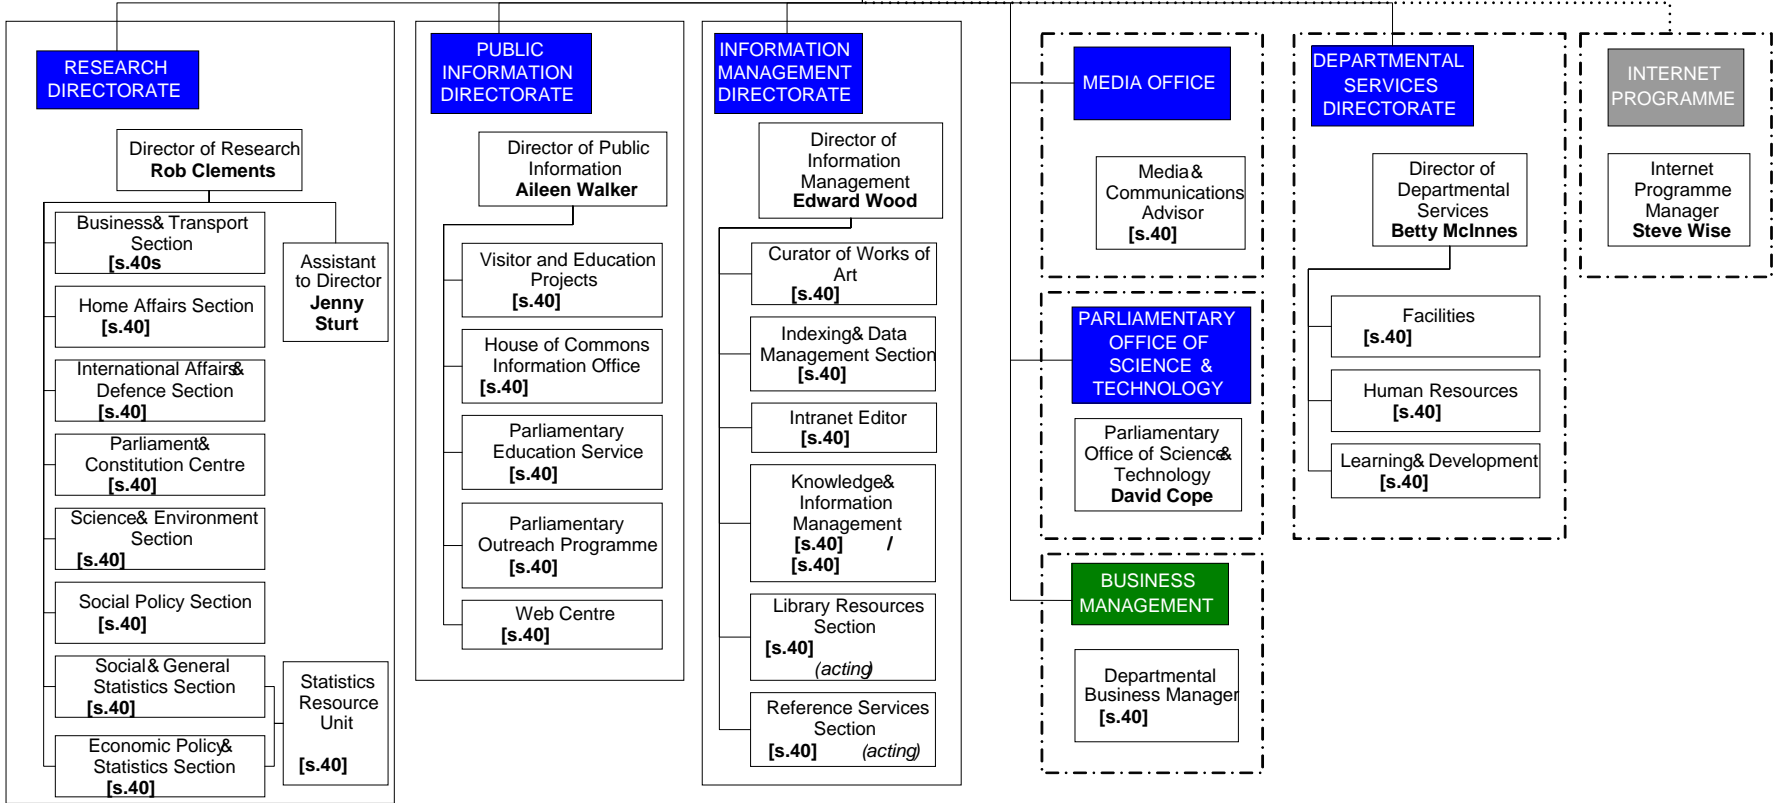 RESEARCH
DIRECTORATE
Director of Research
Rob Clements
Business& Transport
Section
[s.40s
Home Affairs Section
[s.40]
International Affairs&
Defence Section
[s.40]
Parliament&
Constitution Centre
[s.40]
Science& Environment
Section
[s.40]
Social Policy Section
[s.40]
Social& General
Statistics Section
[s.40]
Economic Policy&
Statistics Section
[s.40]
Assistant
to Director
Jenny
Sturt
Statistics
Resource
Unit
[s.40]
PUBLIC
INFORMATION
DIRECTORATE
Director of Public
Information
Aileen Walker
Visitor and Education
Projects
[s.40]
House of Commons
Information Office
[s.40]
Parliamentary
Education Service
[s.40]
Parliamentary
Outreach Programme
[s.40]
Web Centre
[s.40]
INFORMATION
MANAGEMENT
DIRECTORATE
Director of
Information
Management
Edward Wood
Curator of Works of
Art
[s.40]
Indexing& Data
Management Section
[s.40]
Intranet Editor
[s.40]
Knowledge&
Information
Management
[s.40] /
[s.40]
Library Resources
Section
[s.40]
(acting)
Reference Services
Section
[s.40] (acting)
MEDIA OFFICE
Media&
Communications
Advisor
[s.40]
PARLIAMENTARY
OFFICE OF
SCIENCE &
TECHNOLOGY
Parliamentary
Office of Science&
Technology
David Cope
BUSINESS
MANAGEMENT
Departmental
Business Manager
[s.40]
DEPARTMENTAL
SERVICES
DIRECTORATE
Director of
Departmental
Services
Betty McInnes
Facilities
[s.40]
Human Resources
[s.40]
Learning& Development
[s.40]
INTERNET
PROGRAMME
Internet
Programme
Manager
Steve Wise